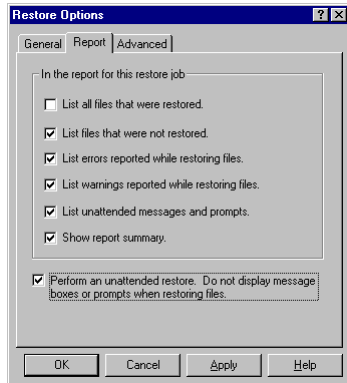 Restore Options
General Report Advanced
In the report for this restore job
List all files that were restored.
List files that were not restored.
List errors reported while restoring files.
List warnings reported while restoring files.
List unattended messages and prompts.
Show report summary.
Perform an unattended restore. Do not display message
boxes or prompts when restoring files.
OK Cancel Apply Help